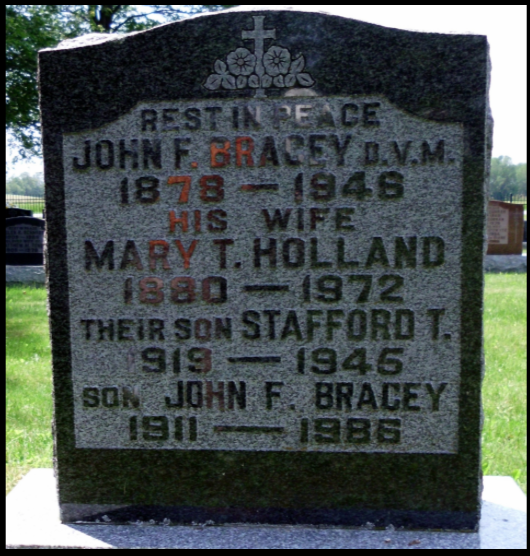 REST IN PEACE
JOHN F. BRACEY D.V.M.
1878 — 1946
HIS WIFE
MARY T. HOLLAND
1880 — 1972
THEIR SON STAFFORD T.
1919 — 1945
SON JOHN F. BRACEY
1911 — 1986